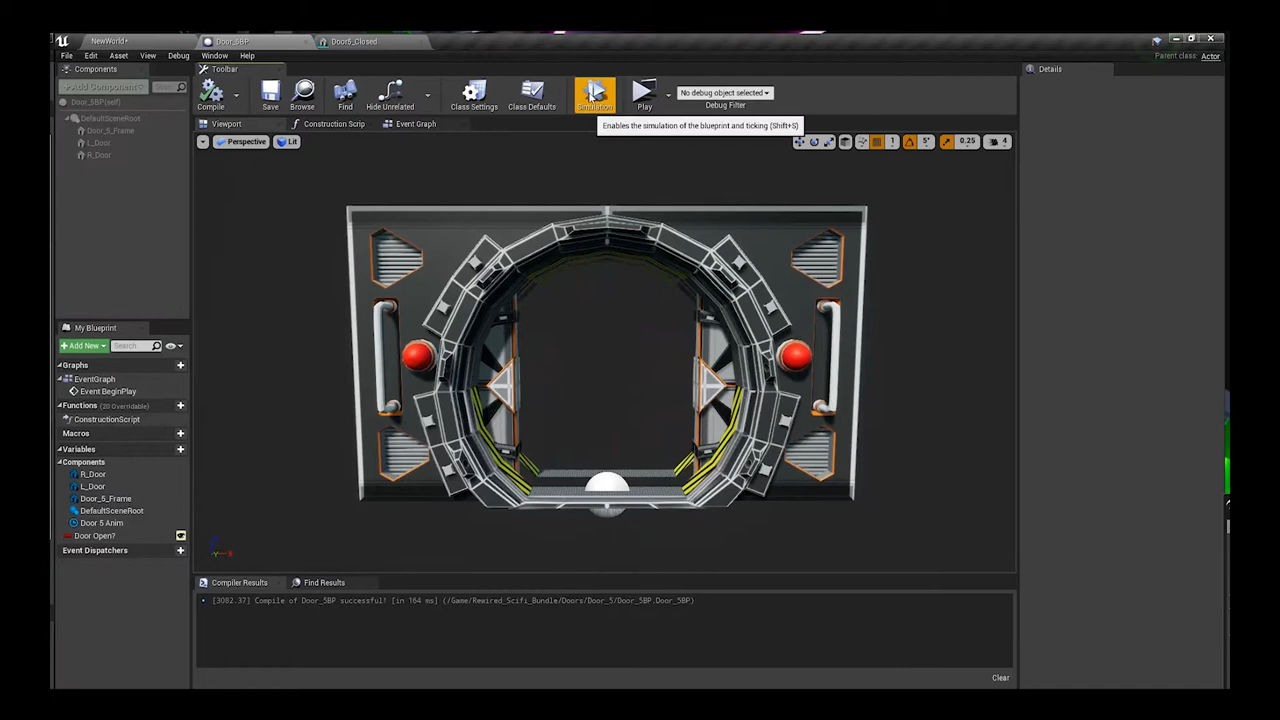 NewWorld*
Door_5BP
Door5_Closed
File Edit Asset View Debug Window Help
Parent class: Actor
Components
Toolbar
Details
+Add Component
Door_5BP(self)
DefaultSceneRoot
Door_5_Frame
L_Door
R_Door
Compile
Save
Browse
Find
Hide Unrelated
Class Settings
Class Defaults
Simulation
Play
No debug object selected
Debug Filter
Enables the simulation of the blueprint and ticking (Shift+S)
Viewport
Construction Scrip
Event Graph
Perspective
Lit
1
5°
0.25
4
My Blueprint
+Add New
Search
Graphs
EventGraph
Event BeginPlay
Functions (20 Overridable)
ConstructionScript
Macros
Variables
Components
R_Door
L_Door
Door_5_Frame
DefaultSceneRoot
Door 5 Anim
Door Open?
Event Dispatchers
Compiler Results
Find Results
[3082.37] Compile of Door_5BP successful! [in 164 ms] (/Game/Rewired_Scifi_Bundle/Doors/Door_5/Door_5BP.Door_5BP)
Clear